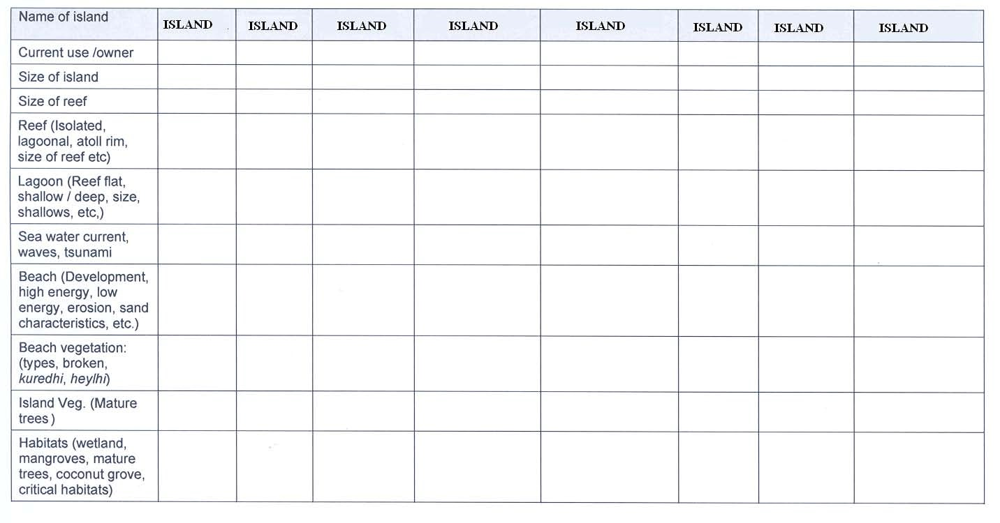 Name of island
ISLAND ISLAND ISLAND ISLAND ISLAND ISLAND ISLAND ISLAND
Current use /owner
Size of island
Size of reef
Reef (Isolated,
lagoonal, atoll rim,
size of reef etc)
Lagoon (Reef flat,
shallow / deep, size,
shallows, etc,)
Sea water current,
waves, tsunami
Beach (Development,
high energy, low
energy, erosion, sand
characteristics, etc.)
Beach vegetation:
(types, broken,
kuredhi, heylhi)
Island Veg. (Mature
trees )
Habitats (wetland,
mangroves, mature
trees, coconut grove,
critical habitats)